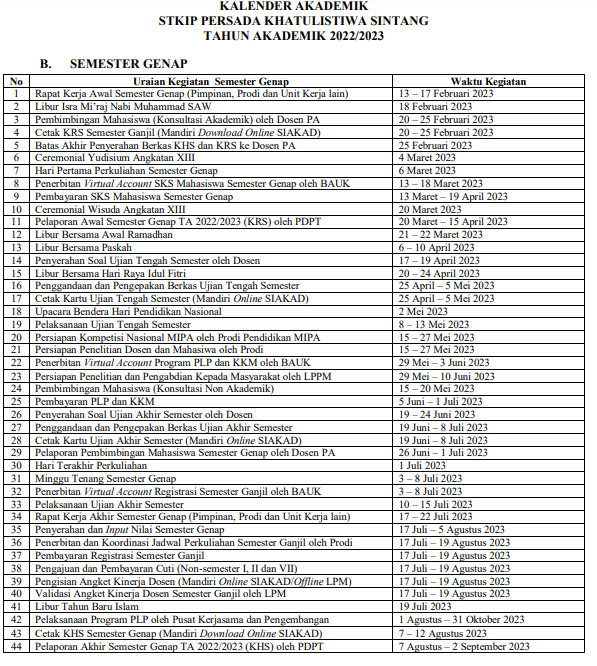 KALENDER AKADEMIK
STKIP PERSADA KHATULISTIWA SINTANG
TAHUN AKADEMIK 2022/2023
B. SEMESTER GENAP
No Uraian Kegiatan Semester Genap Waktu Kegiatan
1 Rapat Kerja Awal Semester Genap (Pimpinan, Prodi dan Unit Kerja lain) 13 – 17 Februari 2023
2 Libur Isra Mi'raj Nabi Muhammad SAW 18 Februari 2023
3 Pembimbingan Mahasiswa (Konsultasi Akademik) oleh Dosen PA 20 – 25 Februari 2023
4 Cetak KRS Semester Ganjil (Mandiri Download Online SIAKAD) 20 – 25 Februari 2023
5 Batas Akhir Penyerahan Berkas KHS dan KRS ke Dosen PA 25 Februari 2023
6 Ceremonial Yudisium Angkatan XIII 4 Maret 2023
7 Hari Pertama Perkuliahan Semester Genap 6 Maret 2023
8 Penerbitan Virtual Account SKS Mahasiswa Semester Genap oleh BAUK 13 – 18 Maret 2023
9 Pembayaran SKS Mahasiswa Semester Genap 13 Maret – 19 April 2023
10 Ceremonial Wisuda Angkatan XIII 20 Maret 2023
11 Pelaporan Awal Semester Genap TA 2022/2023 (KRS) oleh PDPT 20 Maret – 15 April 2023
12 Libur Bersama Awal Ramadhan 21 – 22 Maret 2023
13 Libur Bersama Paskah 6 – 10 April 2023
14 Penyerahan Soal Ujian Tengah Semester oleh Dosen 17 – 19 April 2023
15 Libur Bersama Hari Raya Idul Fitri 20 – 24 April 2023
16 Penggandaan dan Pengepakan Berkas Ujian Tengah Semester 25 April – 5 Mei 2023
17 Cetak Kartu Ujian Tengah Semester (Mandiri Online SIAKAD) 25 April – 5 Mei 2023
18 Upacara Bendera Hari Pendidikan Nasional 2 Mei 2023
19 Pelaksanaan Ujian Tengah Semester 8 – 13 Mei 2023
20 Persiapan Kompetisi Nasional MIPA oleh Prodi Pendidikan MIPA 15 – 27 Mei 2023
21 Persiapan Penelitian Dosen dan Mahasiwa oleh Prodi 15 – 27 Mei 2023
22 Penerbitan Virtual Account Program PLP dan KKM oleh BAUK 29 Mei – 3 Juni 2023
23 Persiapan Penelitian dan Pengabdian Kepada Masyarakat oleh LPPM 29 Mei – 10 Juni 2023
24 Pembimbingan Mahasiswa (Konsultasi Non Akademik) 15 – 20 Mei 2023
25 Pembayaran PLP dan KKM 5 Juni – 1 Juli 2023
26 Penyerahan Soal Ujian Akhir Semester oleh Dosen 19 – 24 Juni 2023
27 Penggandaan dan Pengepakan Berkas Ujian Akhir Semester 19 Juni – 8 Juli 2023
28 Cetak Kartu Ujian Akhir Semester (Mandiri Online SIAKAD) 19 Juni – 8 Juli 2023
29 Pelaporan Pembimbingan Mahasiswa Semester Genap oleh Dosen PA 26 Juni – 1 Juli 2023
30 Hari Terakhir Perkuliahan 1 Juli 2023
31 Minggu Tenang Semester Genap 3 – 8 Juli 2023
32 Penerbitan Virtual Account Registrasi Semester Ganjil oleh BAUK 3 – 8 Juli 2023
33 Pelaksanaan Ujian Akhir Semester 10 – 15 Juli 2023
34 Rapat Kerja Akhir Semester Genap (Pimpinan, Prodi dan Unit Kerja lain) 17 – 22 Juli 2023
35 Penyerahan dan Input Nilai Semester Genap 17 Juli – 5 Agustus 2023
36 Penerbitan dan Koordinasi Jadwal Perkuliahan Semester Ganjil oleh Prodi 17 Juli – 19 Agustus 2023
37 Pembayaran Registrasi Semester Ganjil 17 Juli – 19 Agustus 2023
38 Pengajuan dan Pembayaran Cuti (Non-semester I, II dan VII) 17 Juli – 19 Agustus 2023
39 Pengisian Angket Kinerja Dosen (Mandiri Online SIAKAD/Offline LPM) 17 Juli – 19 Agustus 2023
40 Validasi Angket Kinerja Dosen Semester Ganjil oleh LPM 17 Juli – 19 Agustus 2023
41 Libur Tahun Baru Islam 19 Juli 2023
42 Pelaksanaan Program PLP oleh Pusat Kerjasama dan Pengembangan 1 Agustus – 31 Oktober 2023
43 Cetak KHS Semester Genap (Mandiri Download Online SIAKAD) 7 – 12 Agustus 2023
44 Pelaporan Akhir Semester Genap TA 2022/2023 (KHS) oleh PDPT 7 Agustus – 2 September 2023